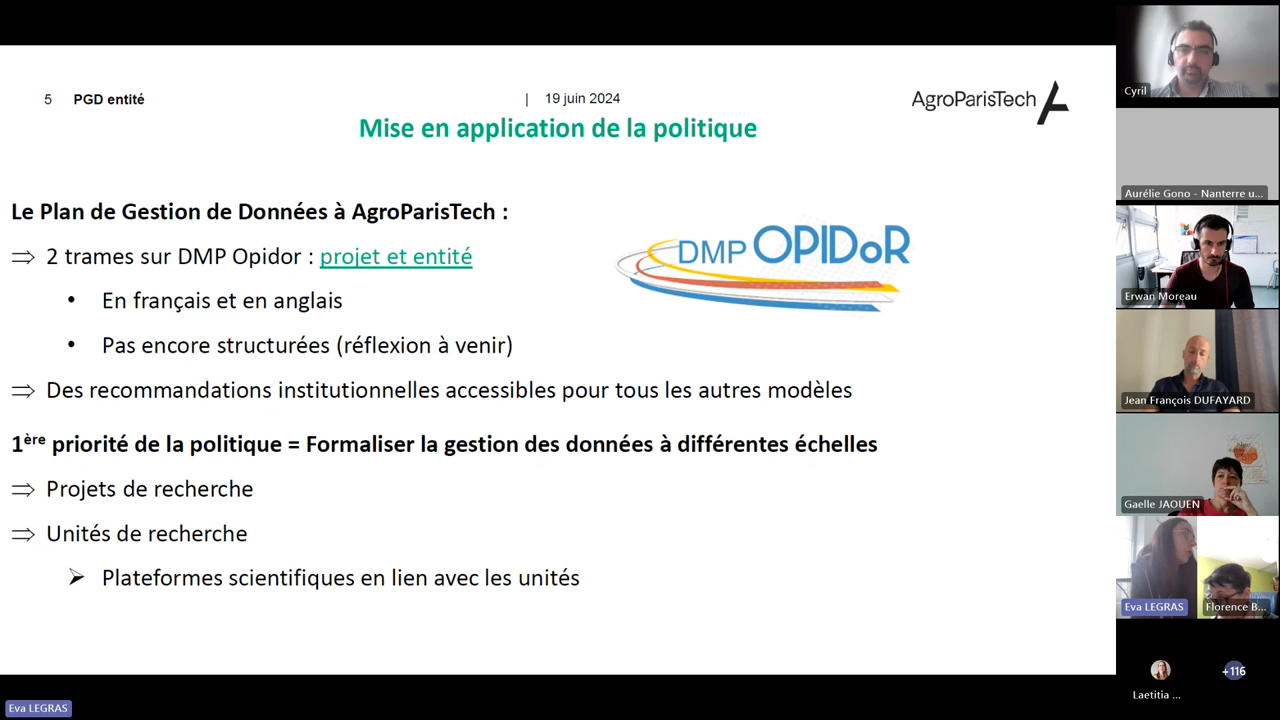 5 PGD entité | 19 juin 2024 AgroParisTech
Mise en application de la politique
Le Plan de Gestion de Données à AgroParisTech :
⇒ 2 trames sur DMP Opidor : projet et entité
• En français et en anglais
• Pas encore structurées (réflexion à venir)
⇒ Des recommandations institutionnelles accessibles pour tous les autres modèles
DMP OPIDoR
1ère priorité de la politique = Formaliser la gestion des données à différentes échelles
⇒ Projets de recherche
⇒ Unités de recherche
➢ Plateformes scientifiques en lien avec les unités
Eva LEGRAS
Cyril
Aurélie Gono - Nanterre u...
Erwan Moreau
Jean François DUFAYARD
Gaelle JAOUEN
Eva LEGRAS
Florence B...
Laetitia ...
+116